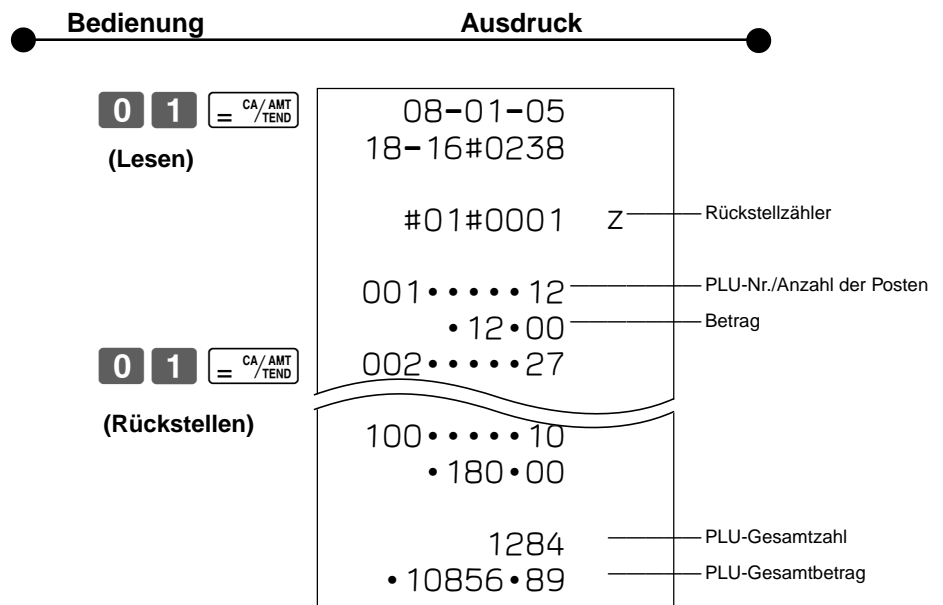 Bedienung Ausdruck
0 1 = CA/AMT/TEND
(Lesen)
08-01-05
18-16#0238
#01#0001 Z Rückstellzähler
001•••••12 PLU-Nr./Anzahl der Posten
•12•00 Betrag
0 1 = CA/AMT/TEND
002•••••27
(Rückstellen)
100•••••10
•180•00
1284 PLU-Gesamtzahl
•10856•89 PLU-Gesamtbetrag